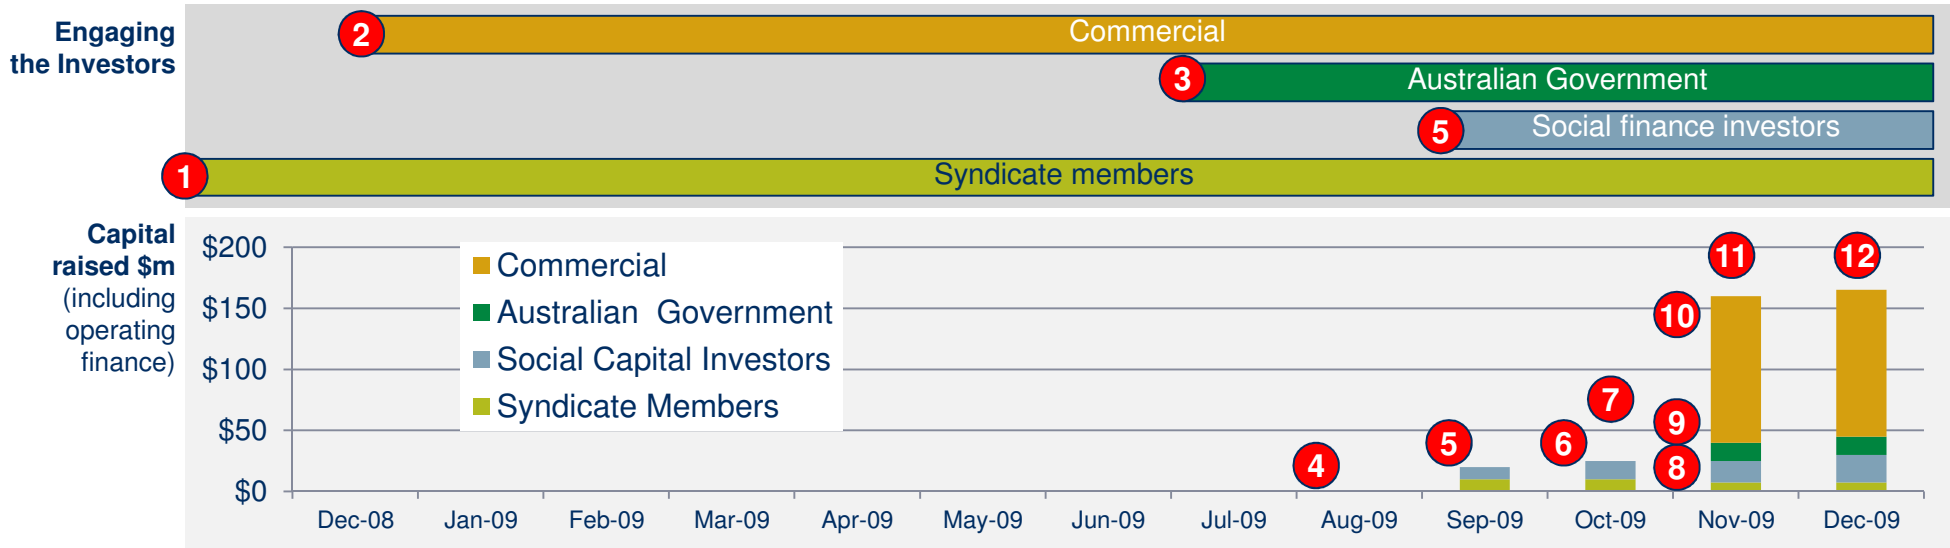 Engaging
the Investors
2
Commercial
3
Australian Government
5
Social finance investors
1
Syndicate members
Capital
raised $m
(including
operating
finance)
$200
$150
$100
$50
$0
Commercial
Australian Government
Social Capital Investors
Syndicate Members
4
5
6
7
8
9
10
11
12
Dec-08
Jan-09
Feb-09
Mar-09
Apr-09
May-09
Jun-09
Jul-09
Aug-09
Sep-09
Oct-09
Nov-09
Dec-09